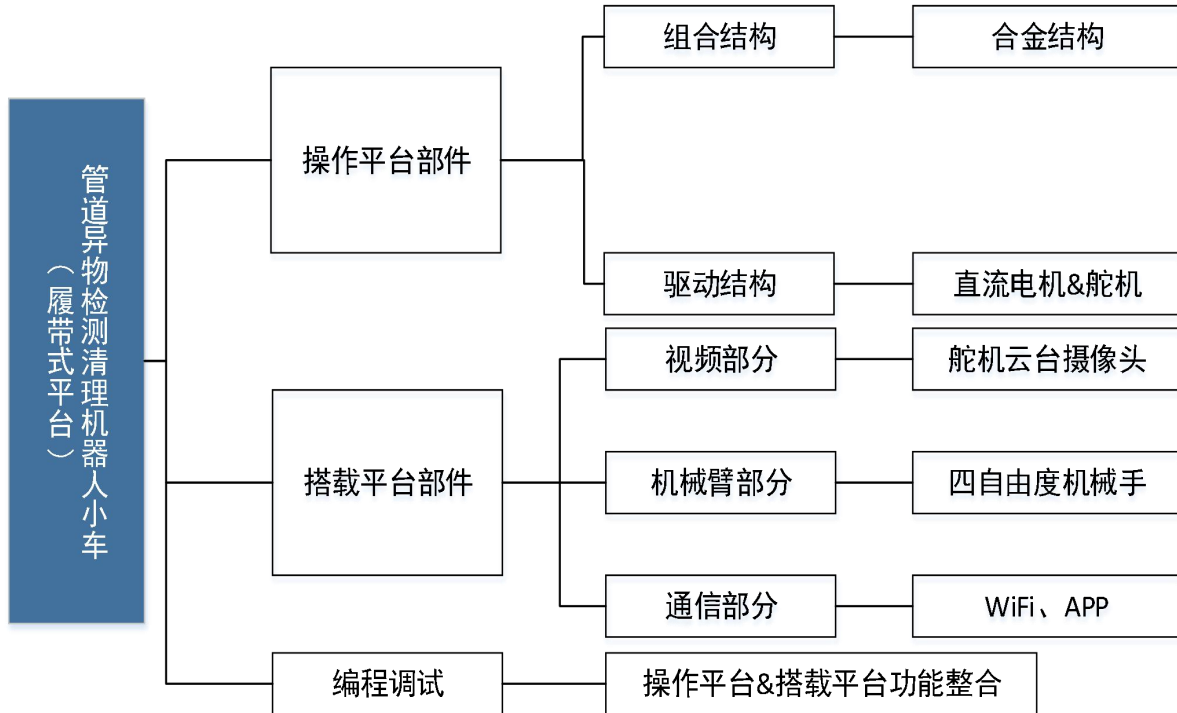 管道异物检测清理机器人小车
（履带式平台）
操作平台部件
组合结构
合金结构
驱动结构
直流电机&舵机
搭载平台部件
视频部分
舵机云台摄像头
机械臂部分
四自由度机械手
通信部分
WiFi、APP
编程调试
操作平台&搭载平台功能整合